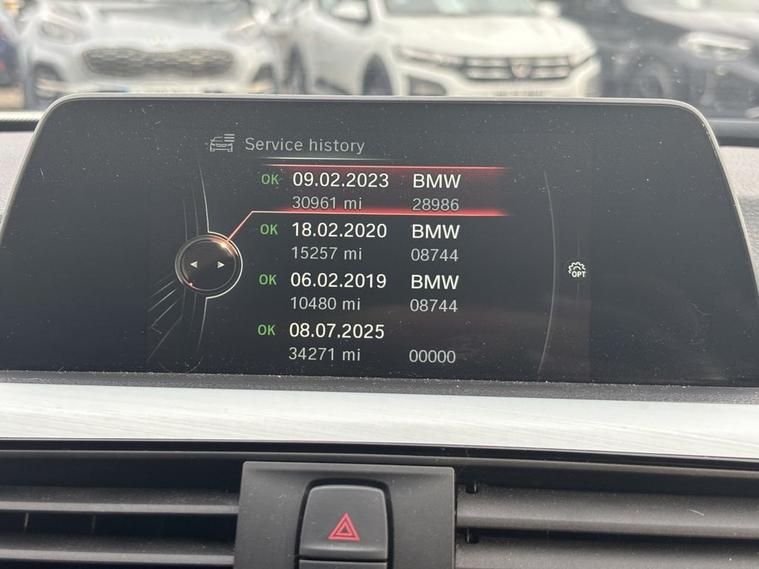 Service history
OK 09.02.2023 BMW
30961 mi 28986
OK 18.02.2020 BMW
15257 mi 08744
OK 06.02.2019 BMW
10480 mi 08744
OPT
OK 08.07.2025
34271 mi 00000